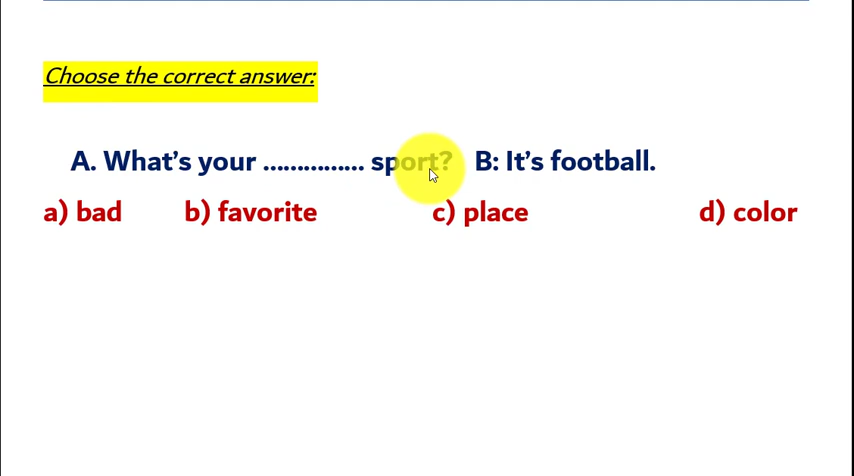 Choose the correct answer:
A. What's your ............... sport? B: It's football.
a) bad b) favorite c) place d) color